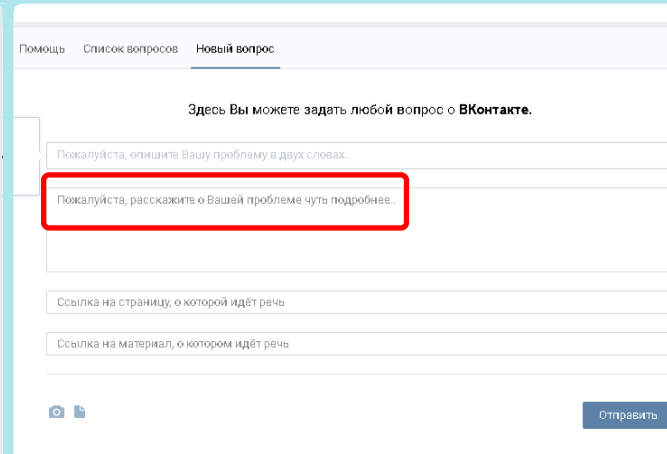 Помощь Список вопросов Новый вопрос
Здесь Вы можете задать любой вопрос о ВКонтакте.
Пожалуйста, опишите Вашу проблему в двух словах..
Пожалуйста, расскажите о Вашей проблеме чуть подробнее..
Ссылка на страницу, о которой идёт речь
Ссылка на материал, о котором идёт речь
Отправить